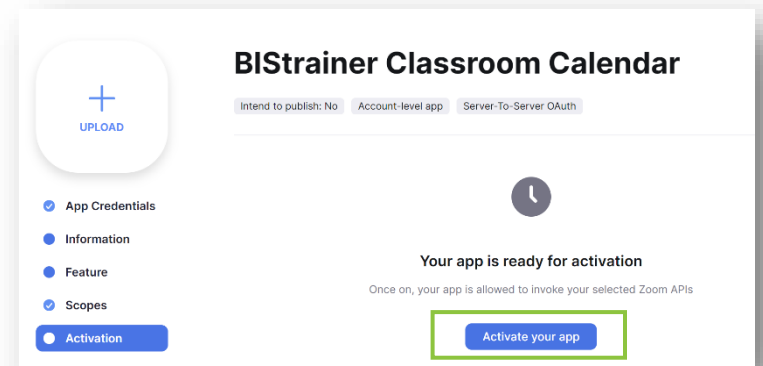 BIStrainer Classroom Calendar
Intend to publish: No Account-level app Server-To-Server OAuth
UPLOAD
App Credentials
Information
Feature
Scopes
Activation
Your app is ready for activation
Once on, your app is allowed to invoke your selected Zoom APIs
Activate your app